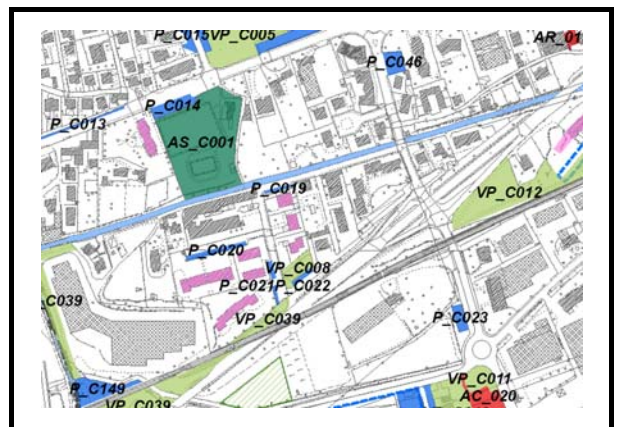 P_C015VP_C005
AR_01
P_C046
P_C014
P_C013
AS_C001
P_C019
VP_C012
P_C020
VP_C008
P_C021P_C022
C039
VP_C039
P_C023
VP_C011
P_C149
AC_020
VP_C039